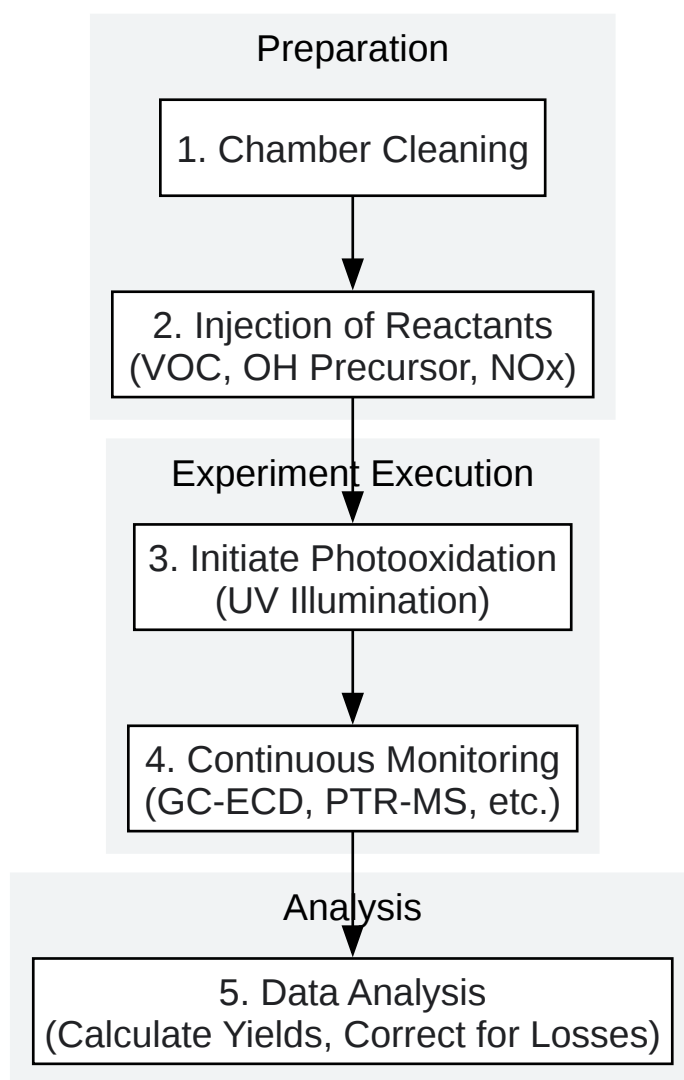 Preparation
1. Chamber Cleaning
2. Injection of Reactants
(VOC, OH Precursor, NOx)
Experiment Execution
3. Initiate Photooxidation
(UV Illumination)
4. Continuous Monitoring
(GC-ECD, PTR-MS, etc.)
Analysis
5. Data Analysis
(Calculate Yields, Correct for Losses)